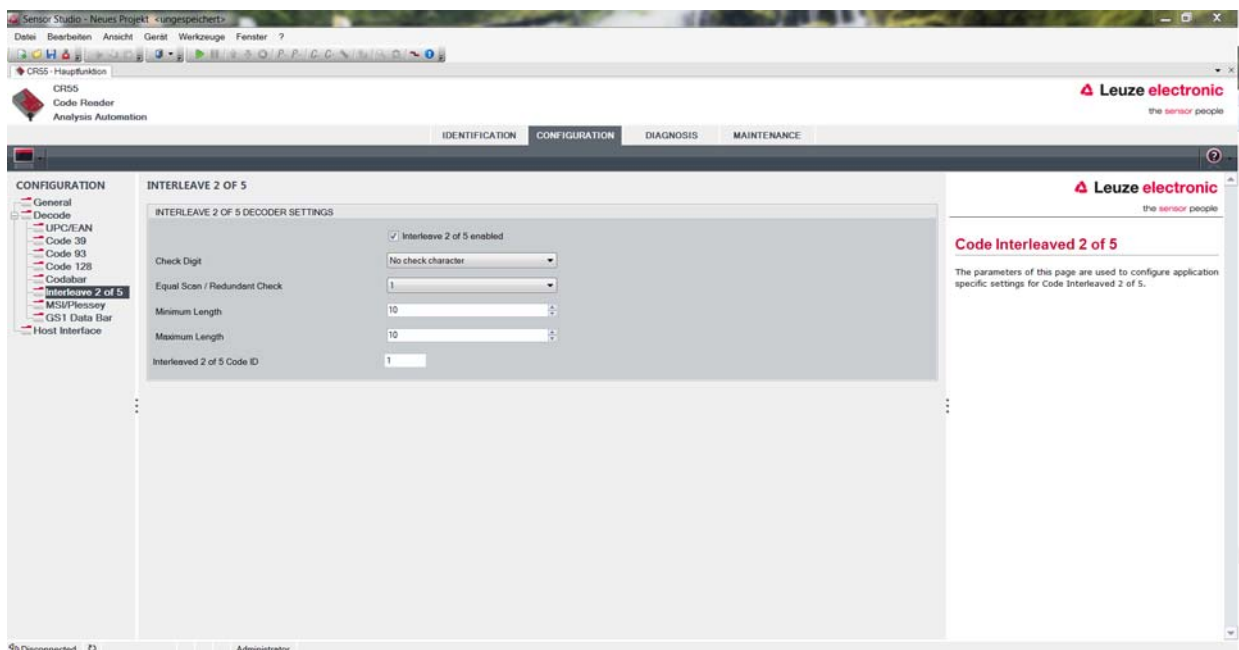 Sensor Studio - Neues Projekt <ungespeichert>
Datei Bearbeiten Ansicht Gerät Werkzeuge Fenster ?
CR55 - Hauptfunktion
CR55
Code Reader
Analysis Automation
Leuze electronic
the sensor people
IDENTIFICATION CONFIGURATION DIAGNOSIS MAINTENANCE
CONFIGURATION
General
Decode
UPC/EAN
Code 39
Code 93
Code 128
Codabar
Interleave 2 of 5
MSI/Plessey
GS1 Data Bar
Host Interface
INTERLEAVE 2 OF 5
INTERLEAVE 2 OF 5 DECODER SETTINGS
Interleave 2 of 5 enabled
Check Digit No check character
Equal Scan / Redundant Check 1
Minimum Length 10
Maximum Length 10
Interleaved 2 of 5 Code ID 1
Leuze electronic
the sensor people
Code Interleaved 2 of 5
The parameters of this page are used to configure application
specific settings for Code Interleaved 2 of 5.
Disconnected Administrator